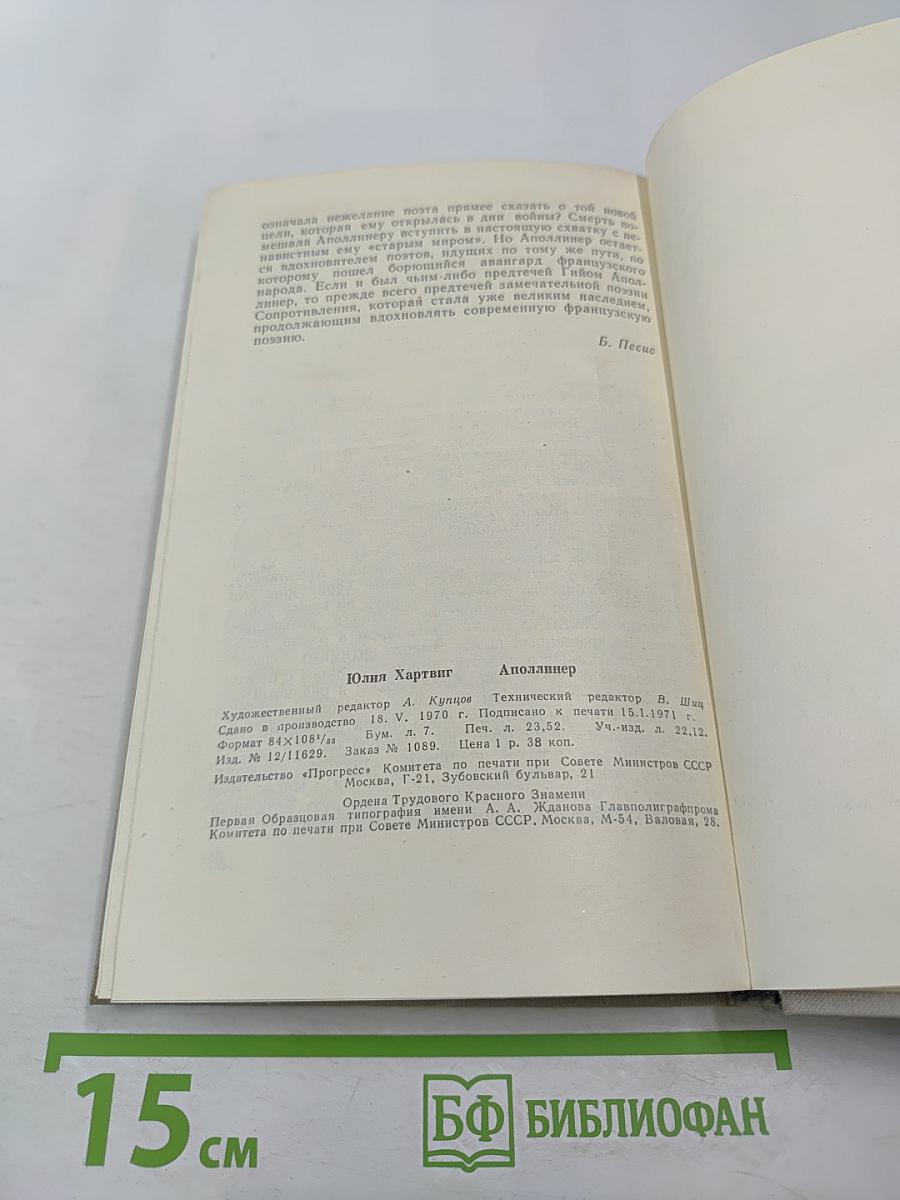 означала нежелание поэта прямее сказать о той новой
цели, которая ему открылась в дни войны? Смерть по-
мешала Аполлинеру вступить в настоящую схватку с не-
навистным ему «старым миром». Но Аполлинер остает-
ся вдохновителем поэтов, идущих по тому же пути, по
которому пошел борющийся авангард французского
народа. Если и был чьим-либо предтечей Гийом Апол-
линер, то прежде всего предтечей замечательной поэзии
Сопротивления, которая стала уже великим наследием,
продолжающим вдохновлять современную французскую
поэзию.
Б. Песис
Юлия Хартвиг Аполлинер
Художественный редактор А. Купцов Технический редактор В. Шиц
Сдано в производство 18. V. 1970 г. Подписано к печати 15.I.1971 г.
Формат 84×108¹/₃₂ Бум. л. 7. Печ. л. 23,52. Уч.-изд. л. 22,12.
Изд. № 12/11629. Заказ № 1089. Цена 1 р. 38 коп.
Издательство «Прогресс» Комитета по печати при Совете Министров СССР
Москва, Г-21, Зубовский бульвар, 21
Ордена Трудового Красного Знамени
Первая Образцовая типография имени А. А. Жданова Главполиграфпрома
Комитета по печати при Совете Министров СССР. Москва, М-54, Валовая, 28.
15 см
БФ БИБЛИОФАН